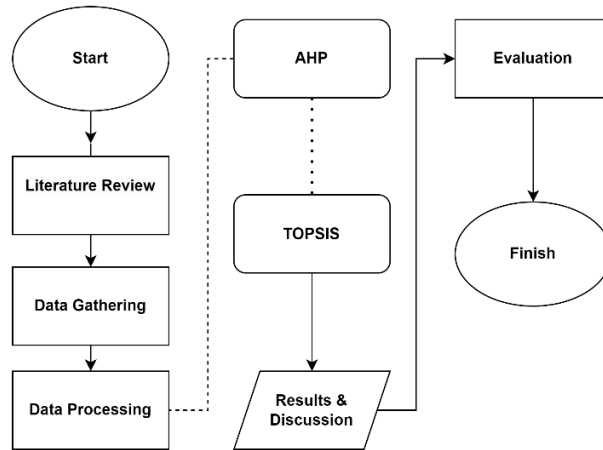 Start
Literature Review
Data Gathering
Data Processing
AHP
TOPSIS
Results &
Discussion
Evaluation
Finish